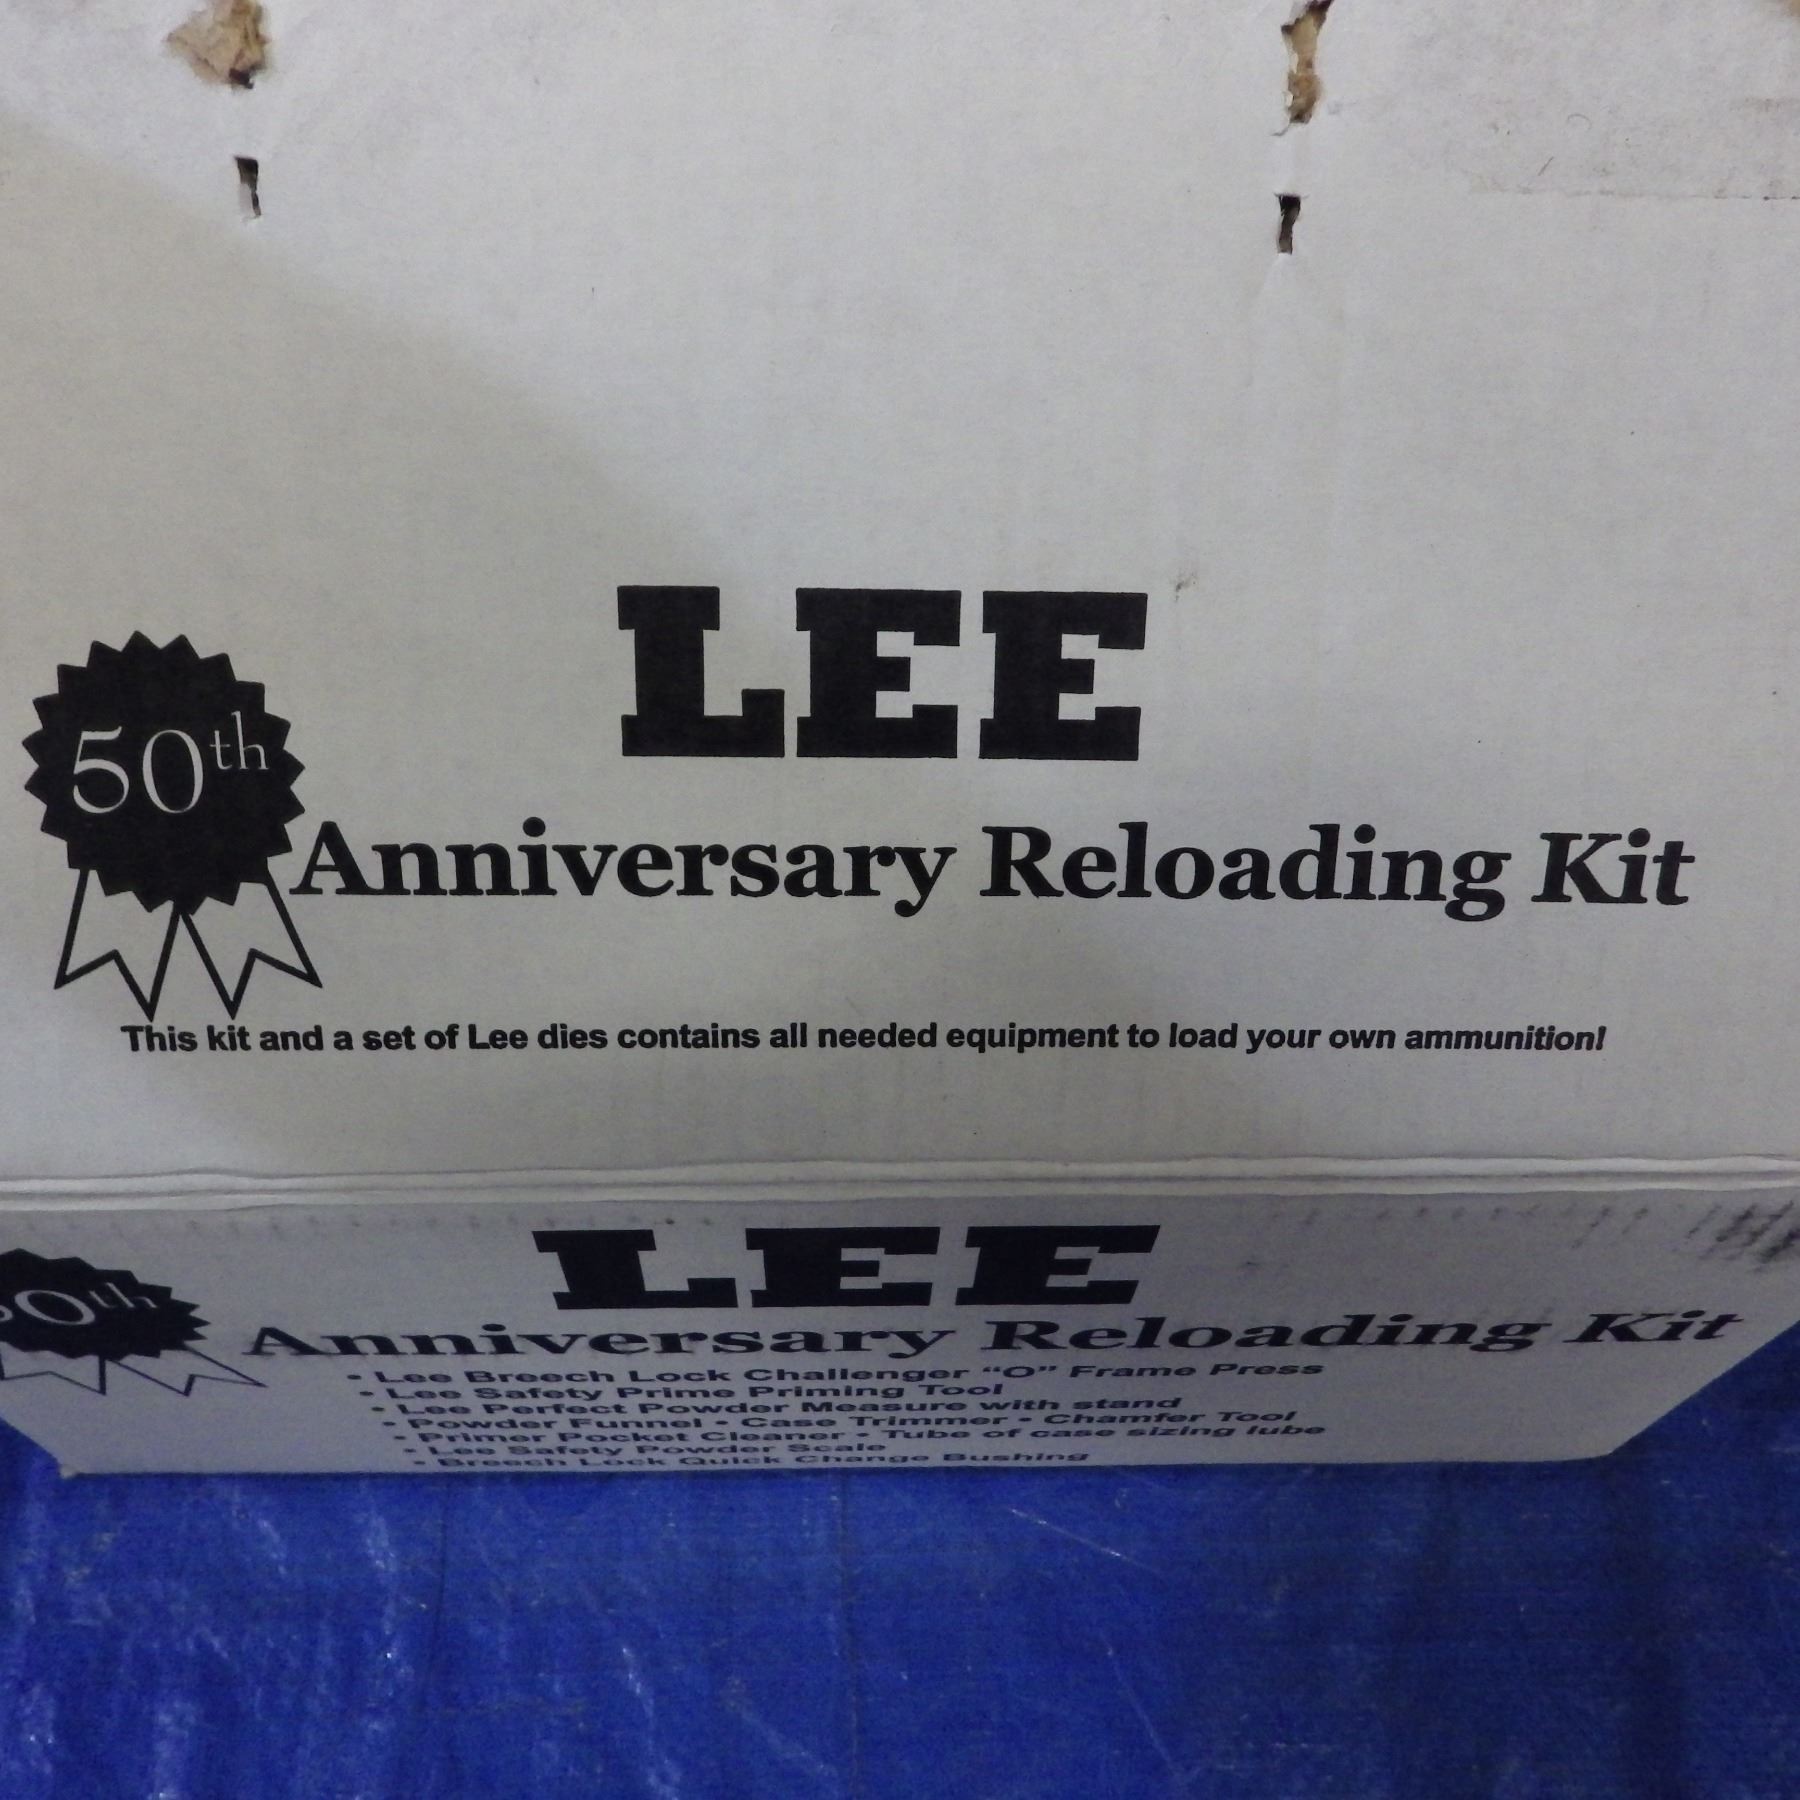 LEE
50th
Anniversary Reloading Kit
This kit and a set of Lee dies contains all needed equipment to load your own ammunition!
LEE
50th
Anniversary Reloading Kit
• Lee Breech Lock Challenger “O” Frame Press
• Lee Safety Prime Priming Tool
• Lee Perfect Powder Measure with stand
• Powder Funnel • Case Trimmer • Chamfer Tool
• Primer Pocket Cleaner • Tube of case sizing lube
• Lee Safety Powder Scale
• Breech Lock Quick Change Bushing